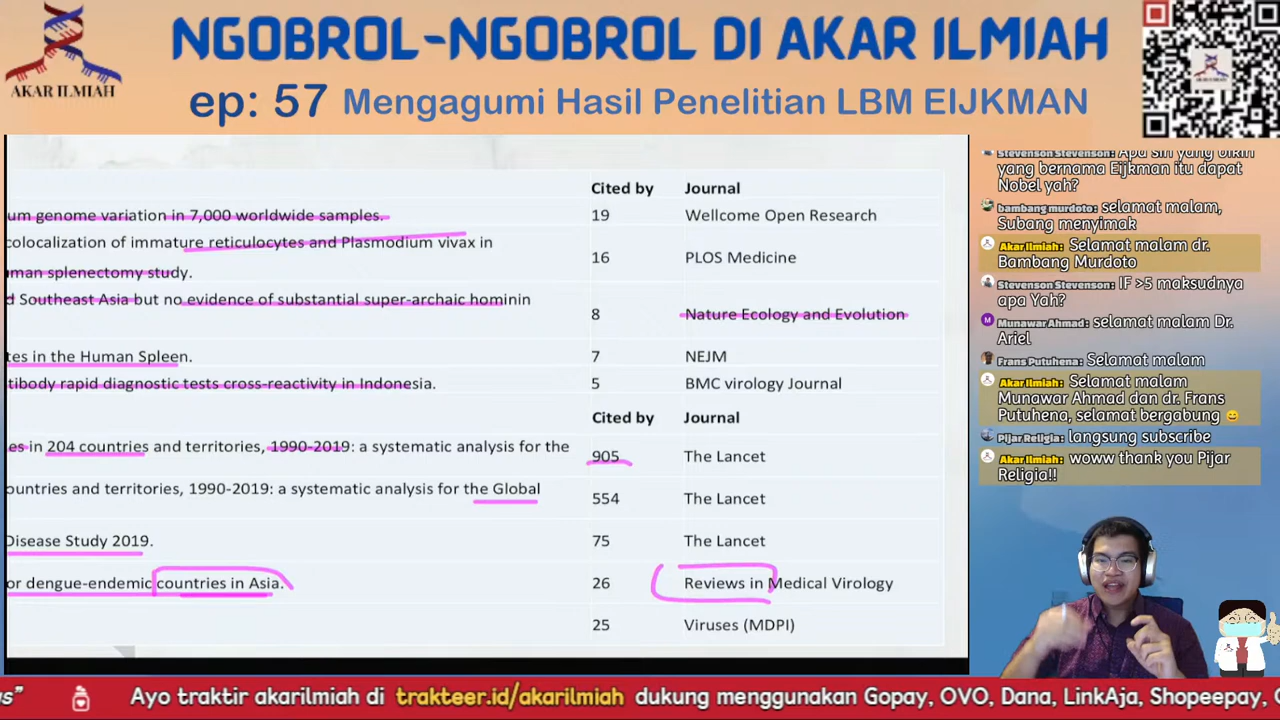 NGOBROL-NGOBROL DI AKAR ILMIAH
AKAR ILMIAH
ep: 57 Mengagumi Hasil Penelitian LBM EIJKMAN
Cited by Journal
um genome variation in 7,000 worldwide samples. 19 Wellcome Open Research
colocalization of immature reticulocytes and Plasmodium vivax in
man splenectomy study. 16 PLOS Medicine
d Southeast Asia but no evidence of substantial super-archaic hominin
8 Nature Ecology and Evolution
tes in the Human Spleen. 7 NEJM
tibody rapid diagnostic tests cross-reactivity in Indonesia. 5 BMC virology Journal
Cited by Journal
es in 204 countries and territories, 1990-2019: a systematic analysis for the
905 The Lancet
ountries and territories, 1990-2019: a systematic analysis for the Global
554 The Lancet
Disease Study 2019. 75 The Lancet
or dengue-endemic countries in Asia. 26 Reviews in Medical Virology
25 Viruses (MDPI)
Stevenson Stevenson: Apa Sih yang bikin
yang bernama Eijkman itu dapat
Nobel yah?
bambang murdoto: selamat malam,
Subang menyimak
Akar Ilmiah: Selamat malam dr.
Bambang Murdoto
Stevenson Stevenson: IF >5 maksudnya
apa Yah?
M Munawar Ahmad: selamat malam Dr.
Ariel
Frans Putuhena: Selamat malam
Akar Ilmiah: Selamat malam
Munawar Ahmad dan dr. Frans
Putuhena, selamat bergabung 😄
Pijar Religia: langsung subscribe
Akar Ilmiah: woww thank you Pijar
Religia!!
us” Ayo traktir akarilmiah di trakteer.id/akarilmiah dukung menggunakan Gopay, OVO, Dana, LinkAja, Shopeepay,